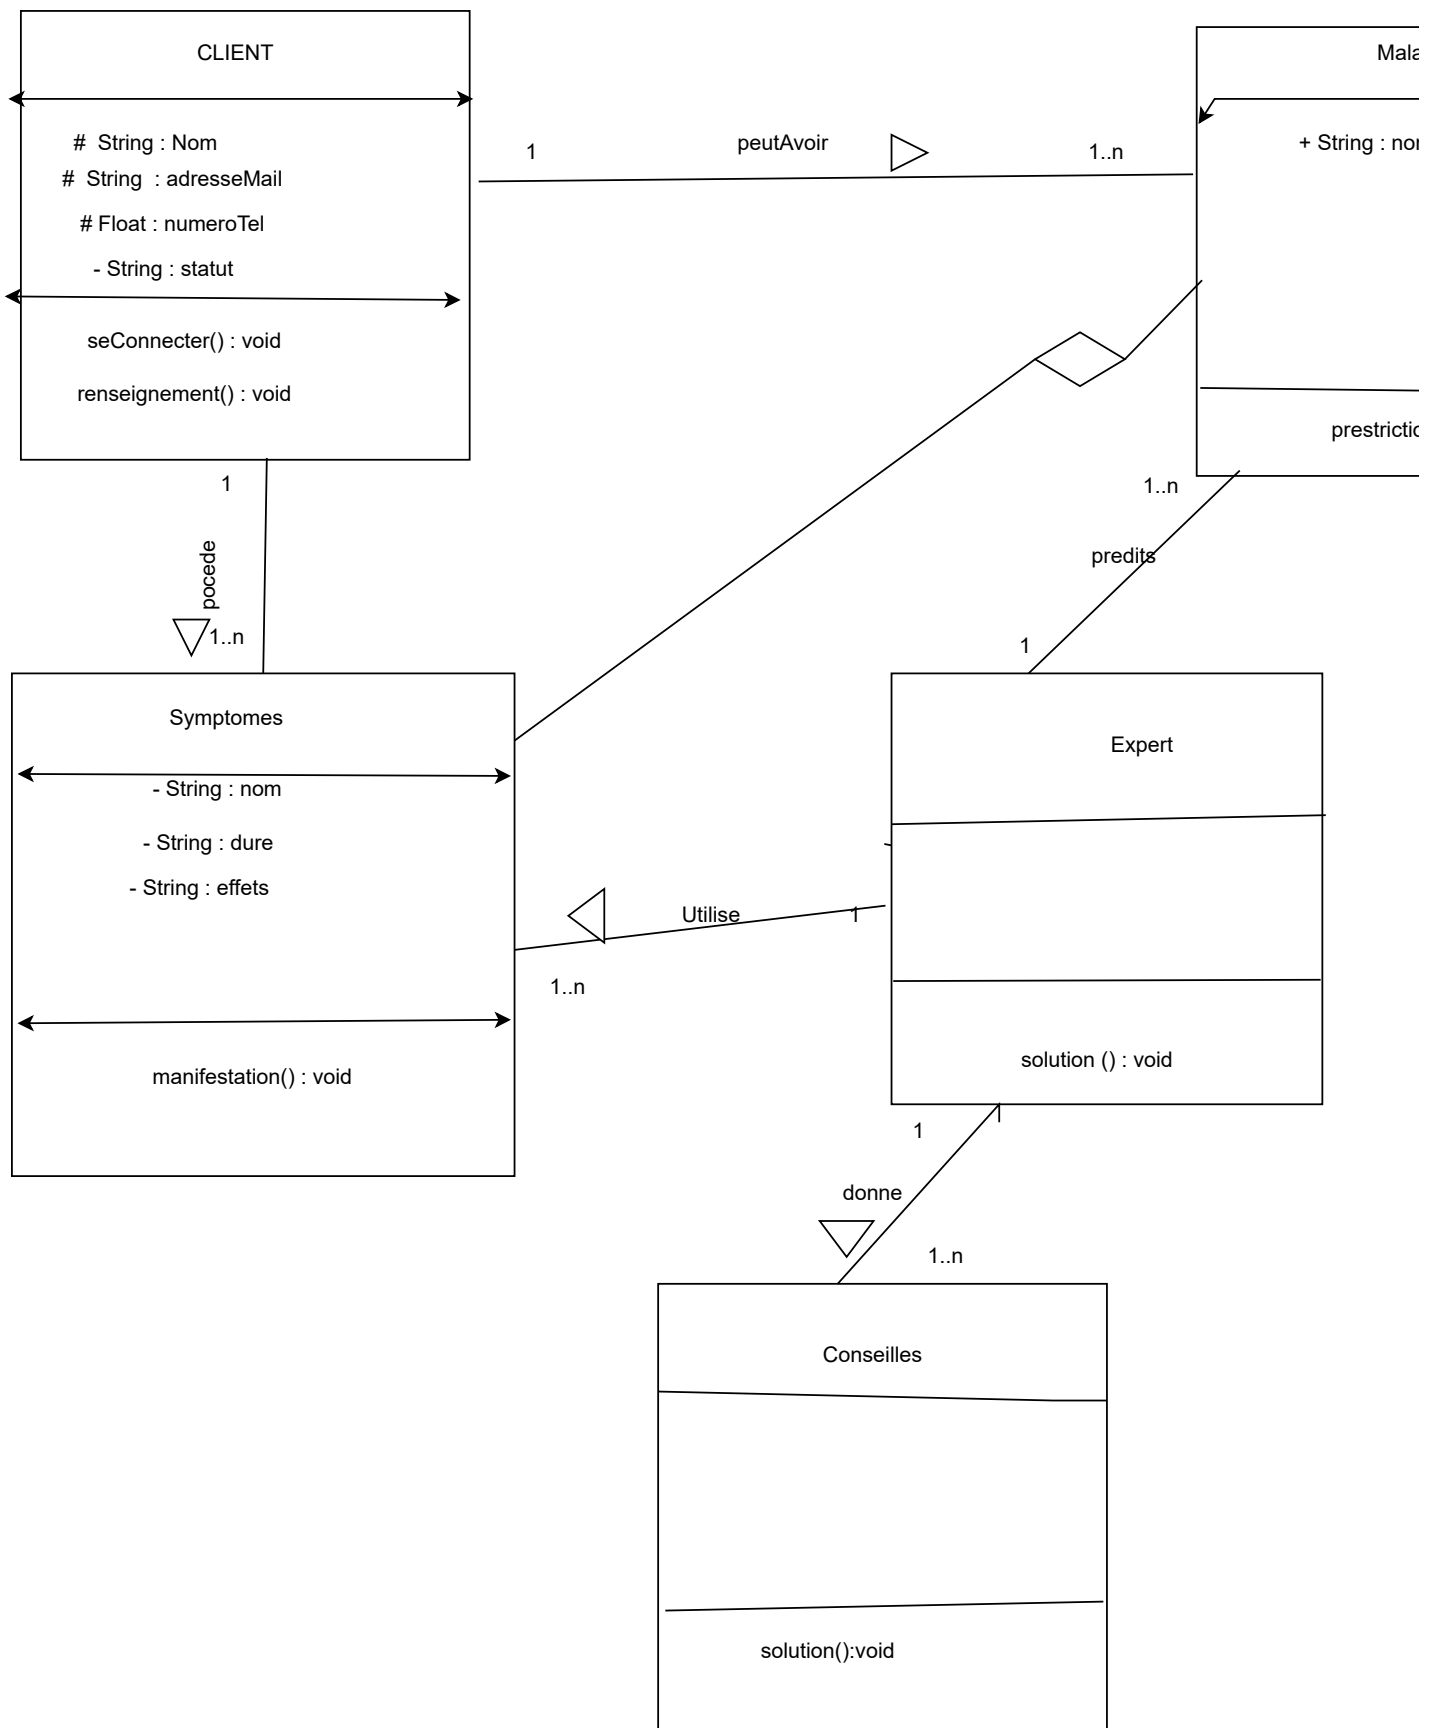 CLIENT
# String : Nom
# String : adresseMail
# Float : numeroTel
- String : statut
seConnecter() : void
renseignement() : void
1
peutAvoir
1..n
+ String :
1
pocede
1..n
1..n
predits
1
Symptomes
- String : nom
- String : dure
- String : effets
manifestation() : void
Utilise
1
1..n
Expert
solution () : void
1
donne
1..n
Conseilles
solution():void